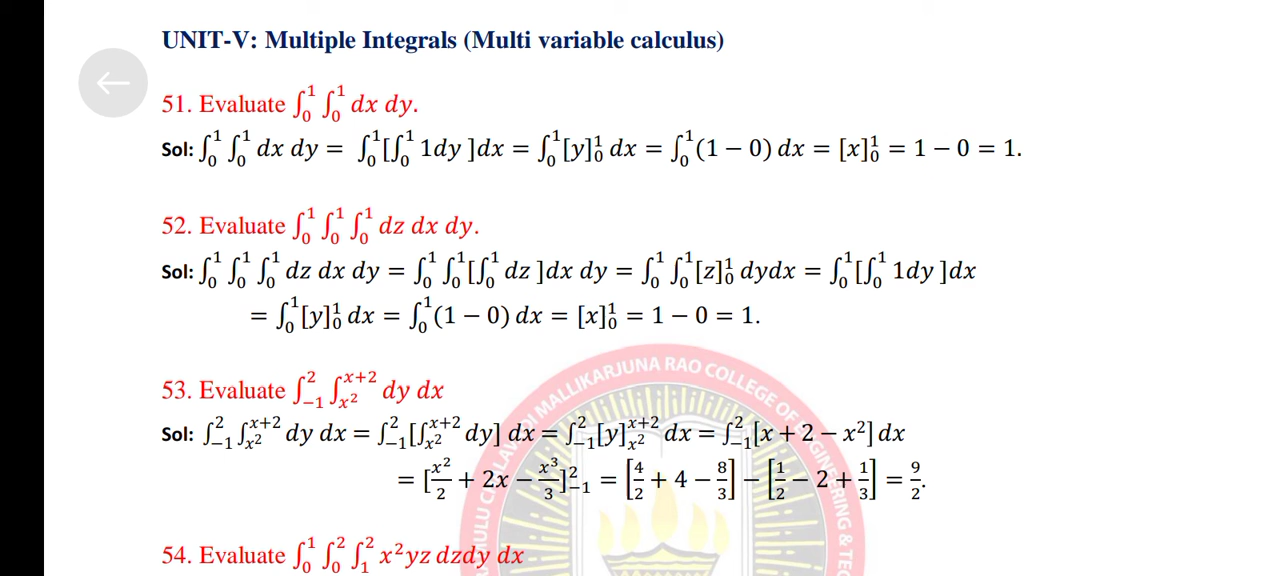 UNIT-V: Multiple Integrals (Multi variable calculus)
51. Evaluate ∫₀¹ ∫₀¹ dx dy.
Sol: ∫₀¹ ∫₀¹ dx dy = ∫₀¹[∫₀¹ 1dy ]dx = ∫₀¹[y]₀¹ dx = ∫₀¹(1 − 0) dx = [x]₀¹ = 1 − 0 = 1.
52. Evaluate ∫₀¹ ∫₀¹ ∫₀¹ dz dx dy.
Sol: ∫₀¹ ∫₀¹ ∫₀¹ dz dx dy = ∫₀¹ ∫₀¹[∫₀¹ dz ]dx dy = ∫₀¹ ∫₀¹[z]₀¹ dydx = ∫₀¹[∫₀¹ 1dy ]dx
= ∫₀¹[y]₀¹ dx = ∫₀¹(1 − 0) dx = [x]₀¹ = 1 − 0 = 1.
53. Evaluate ∫₋₁² ∫_{x²}^{x+2} dy dx
Sol: ∫₋₁² ∫_{x²}^{x+2} dy dx = ∫₋₁²[∫_{x²}^{x+2} dy] dx = ∫₋₁²[y]_{x²}^{x+2} dx = ∫₋₁²[x + 2 − x²] dx
= [x²/2 + 2x − x³/3]₋₁² = [4/2 + 4 − 8/3] − [1/2 − 2 + 1/3] = 9/2.
54. Evaluate ∫₀¹ ∫₀² ∫₁² x²yz dzdy dx
MALLIKARJUNA RAO COLLEGE OF